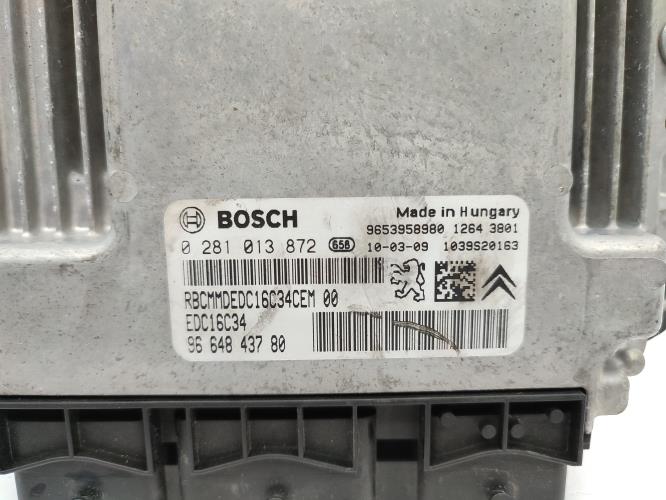 BOSCH
Made in Hungary
9653958980 1264 3801
0 281 013 872 658 10-03-09 1039S20163
RBCMMDEDC16C34CEM 00
EDC16C34
96 648 437 80